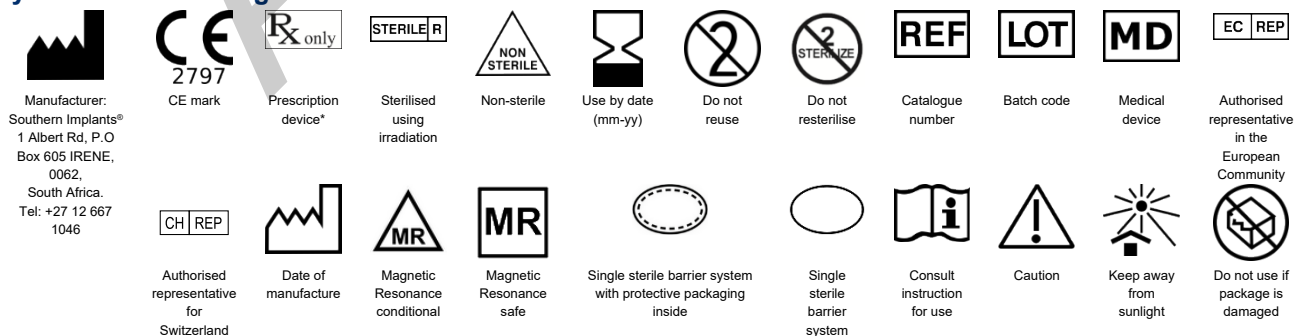 2797
Rx only
STERILE R
NON
STERILE
2
2
STERILIZE
REF
LOT
MD
EC REP
Manufacturer:
Southern Implants®
1 Albert Rd, P.O
Box 605 IRENE,
0062,
South Africa.
Tel: +27 12 667
1046
CE mark
Prescription
device*
Sterilised
using
irradiation
Non-sterile
Use by date
(mm-yy)
Do not
reuse
Do not
resterilise
Catalogue
number
Batch code
Medical
device
Authorised
representative
in the
European
Community
CH REP
MR
MR
i
Authorised
representative
for
Switzerland
Date of
manufacture
Magnetic
Resonance
conditional
Magnetic
Resonance
safe
Single sterile barrier system
with protective packaging
inside
Single
sterile
barrier
system
Consult
instruction
for use
Caution
Keep away
from
sunlight
Do not use if
package is
damaged